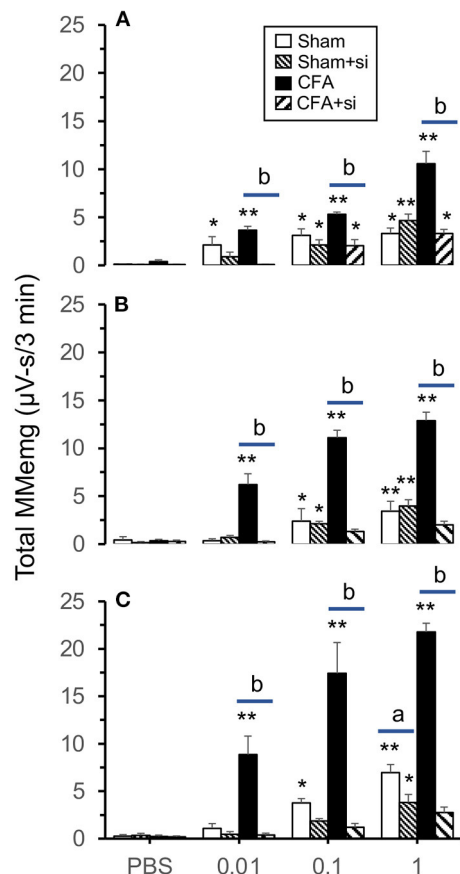 A
Sham
Sham+si
CFA
CFA+si
25
20
15
10
5
0
* ** b
* * ** * b
* ** ** * b
B
25
20
15
10
5
0
** b
* * ** b
** ** ** b
C
25
20
15
10
5
0
** b
* ** b
a ** * ** b
PBS 0.01 0.1 1
Total MMemg (µV-s/3 min)